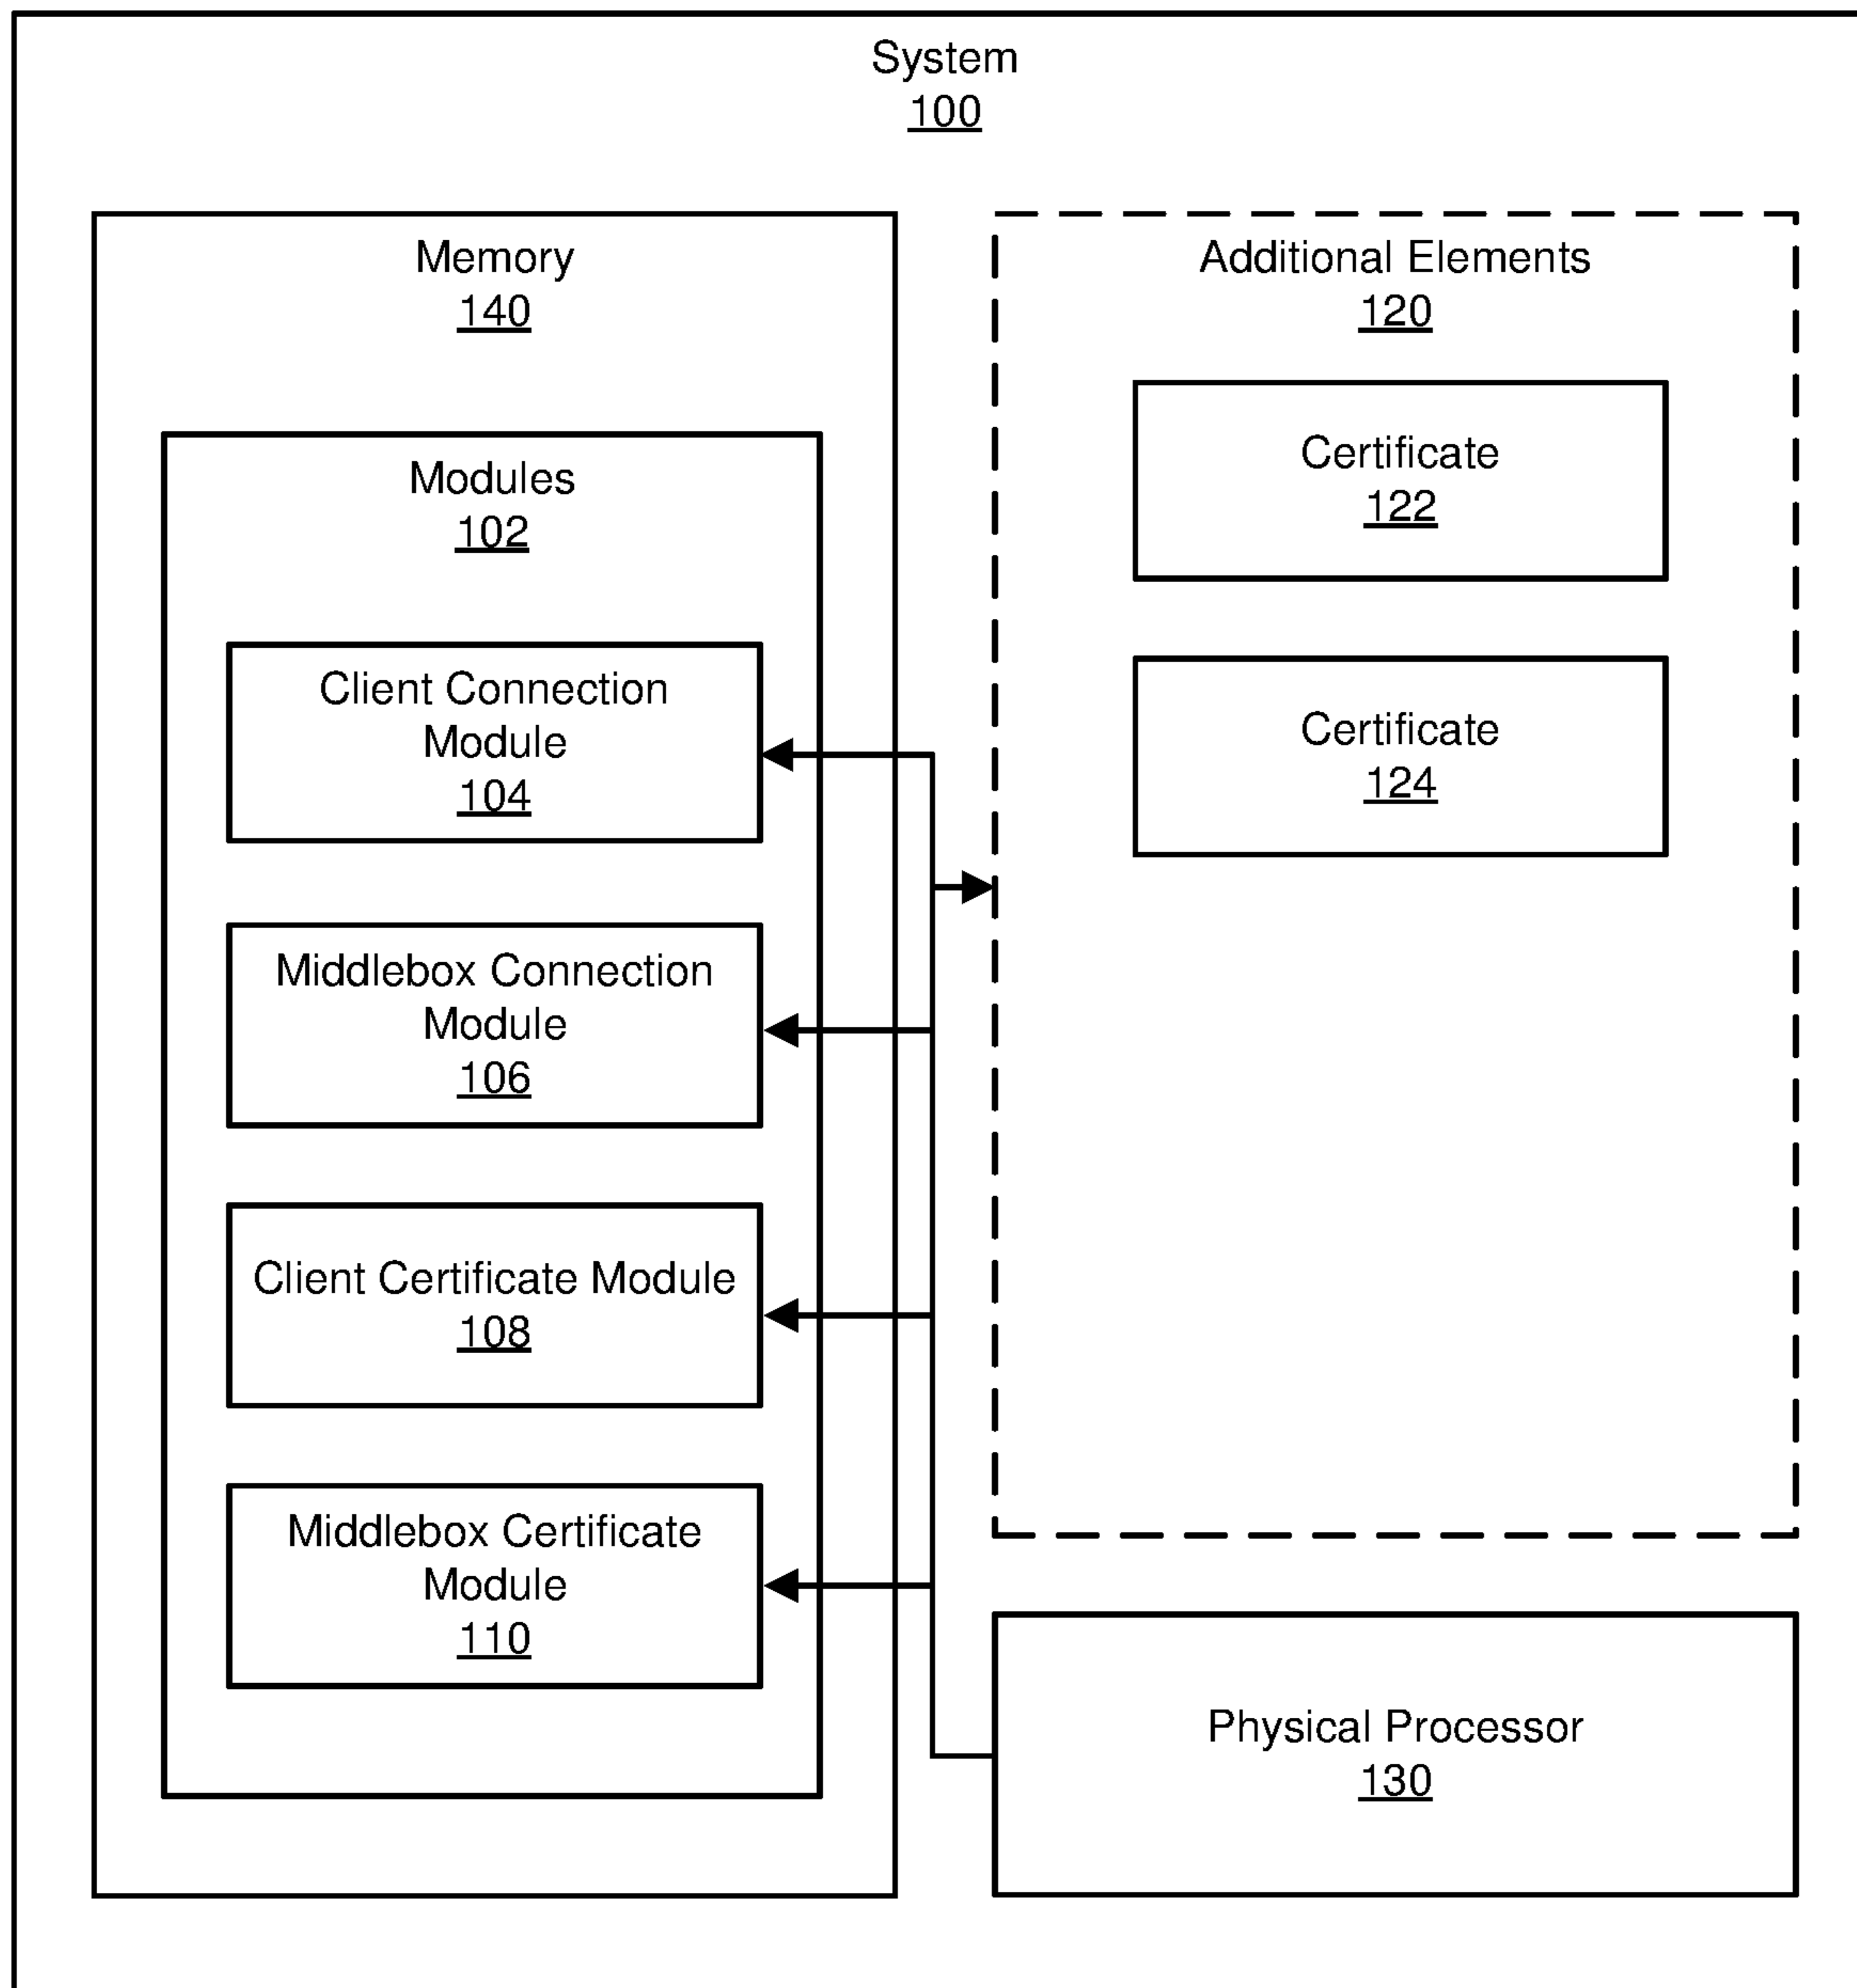 System
100
Memory
140
Modules
102
Client Connection
Module
104
Middlebox Connection
Module
106
Client Certificate Module
108
Middlebox Certificate
Module
110
Additional Elements
120
Certificate
122
Certificate
124
Physical Processor
130